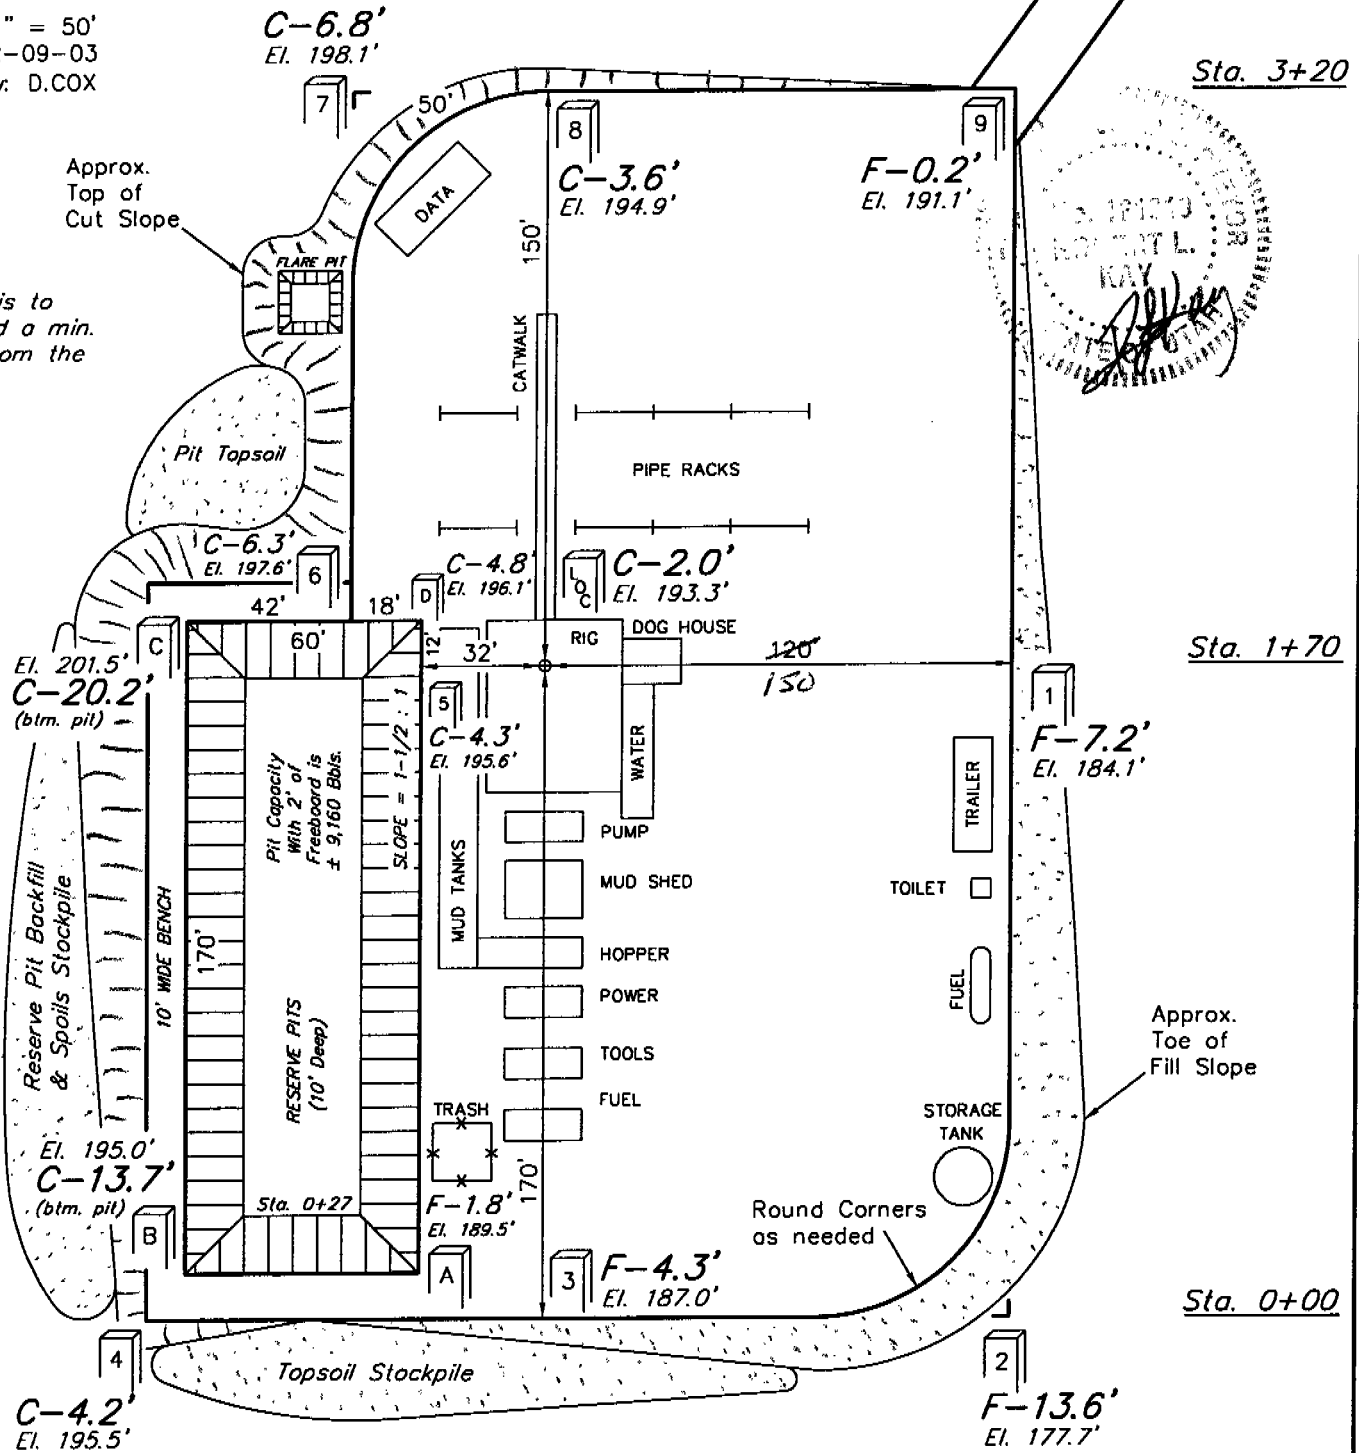 " = 50'
-09-03
D.COX
C-6.8'
El. 198.1'
7
50'
8
C-3.6'
El. 194.9'
9
F-0.2'
El. 191.1'
Sta. 3+20
Approx.
Top of
Cut Slope
DATA
150'
FLARE PIT
is to
a min.
om the
ROBERT L.
KAY
UTAH
CATWALK
Pit Topsoil
PIPE RACKS
C-6.3'
El. 197.6'
6
D
C-4.8'
El. 196.1'
LOC
C-2.0'
El. 193.3'
42'
18'
60'
12'
32'
RIG
DOG HOUSE
120'
150
Sta. 1+70
C
El. 201.5'
C-20.2'
(btm. pit)
5
C-4.3'
El. 195.6'
1
F-7.2'
El. 184.1'
SLOPE = 1-1/2 : 1
Pit Capacity
With 2' of
Freeboard is
± 9,160 Bbls.
WATER
TRAILER
MUD TANKS
PUMP
MUD SHED
TOILET
HOPPER
POWER
FUEL
TOOLS
FUEL
Reserve Pit Backfill
& Spoils Stockpile
10' WIDE BENCH
170'
RESERVE PITS
(10' Deep)
Approx.
Toe of
Fill Slope
TRASH
STORAGE
TANK
El. 195.0'
C-13.7'
(btm. pit)
B
Sta. 0+27
F-1.8'
El. 189.5'
A
170'
Round Corners
as needed
3
F-4.3'
El. 187.0'
Sta. 0+00
4
C-4.2'
El. 195.5'
Topsoil Stockpile
2
F-13.6'
El. 177.7'